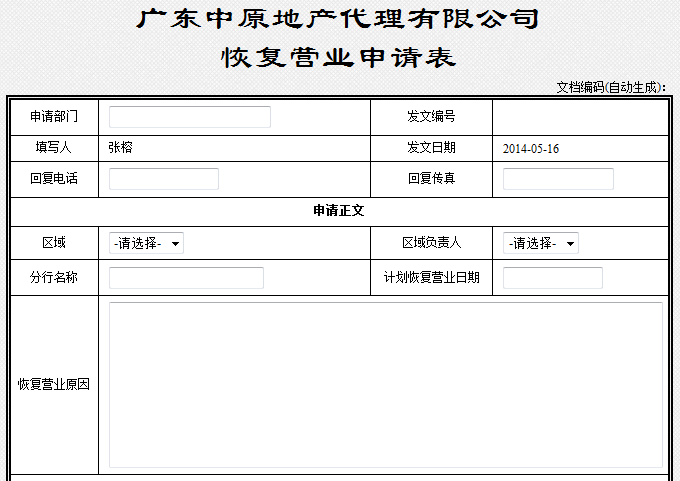 广东中原地产代理有限公司
恢复营业申请表
文档编码(自动生成):
申请部门 发文编号
填写人 张榕 发文日期 2014-05-16
回复电话 回复传真
申请正文
区域 -请选择- 区域负责人 -请选择-
分行名称 计划恢复营业日期
恢复营业原因